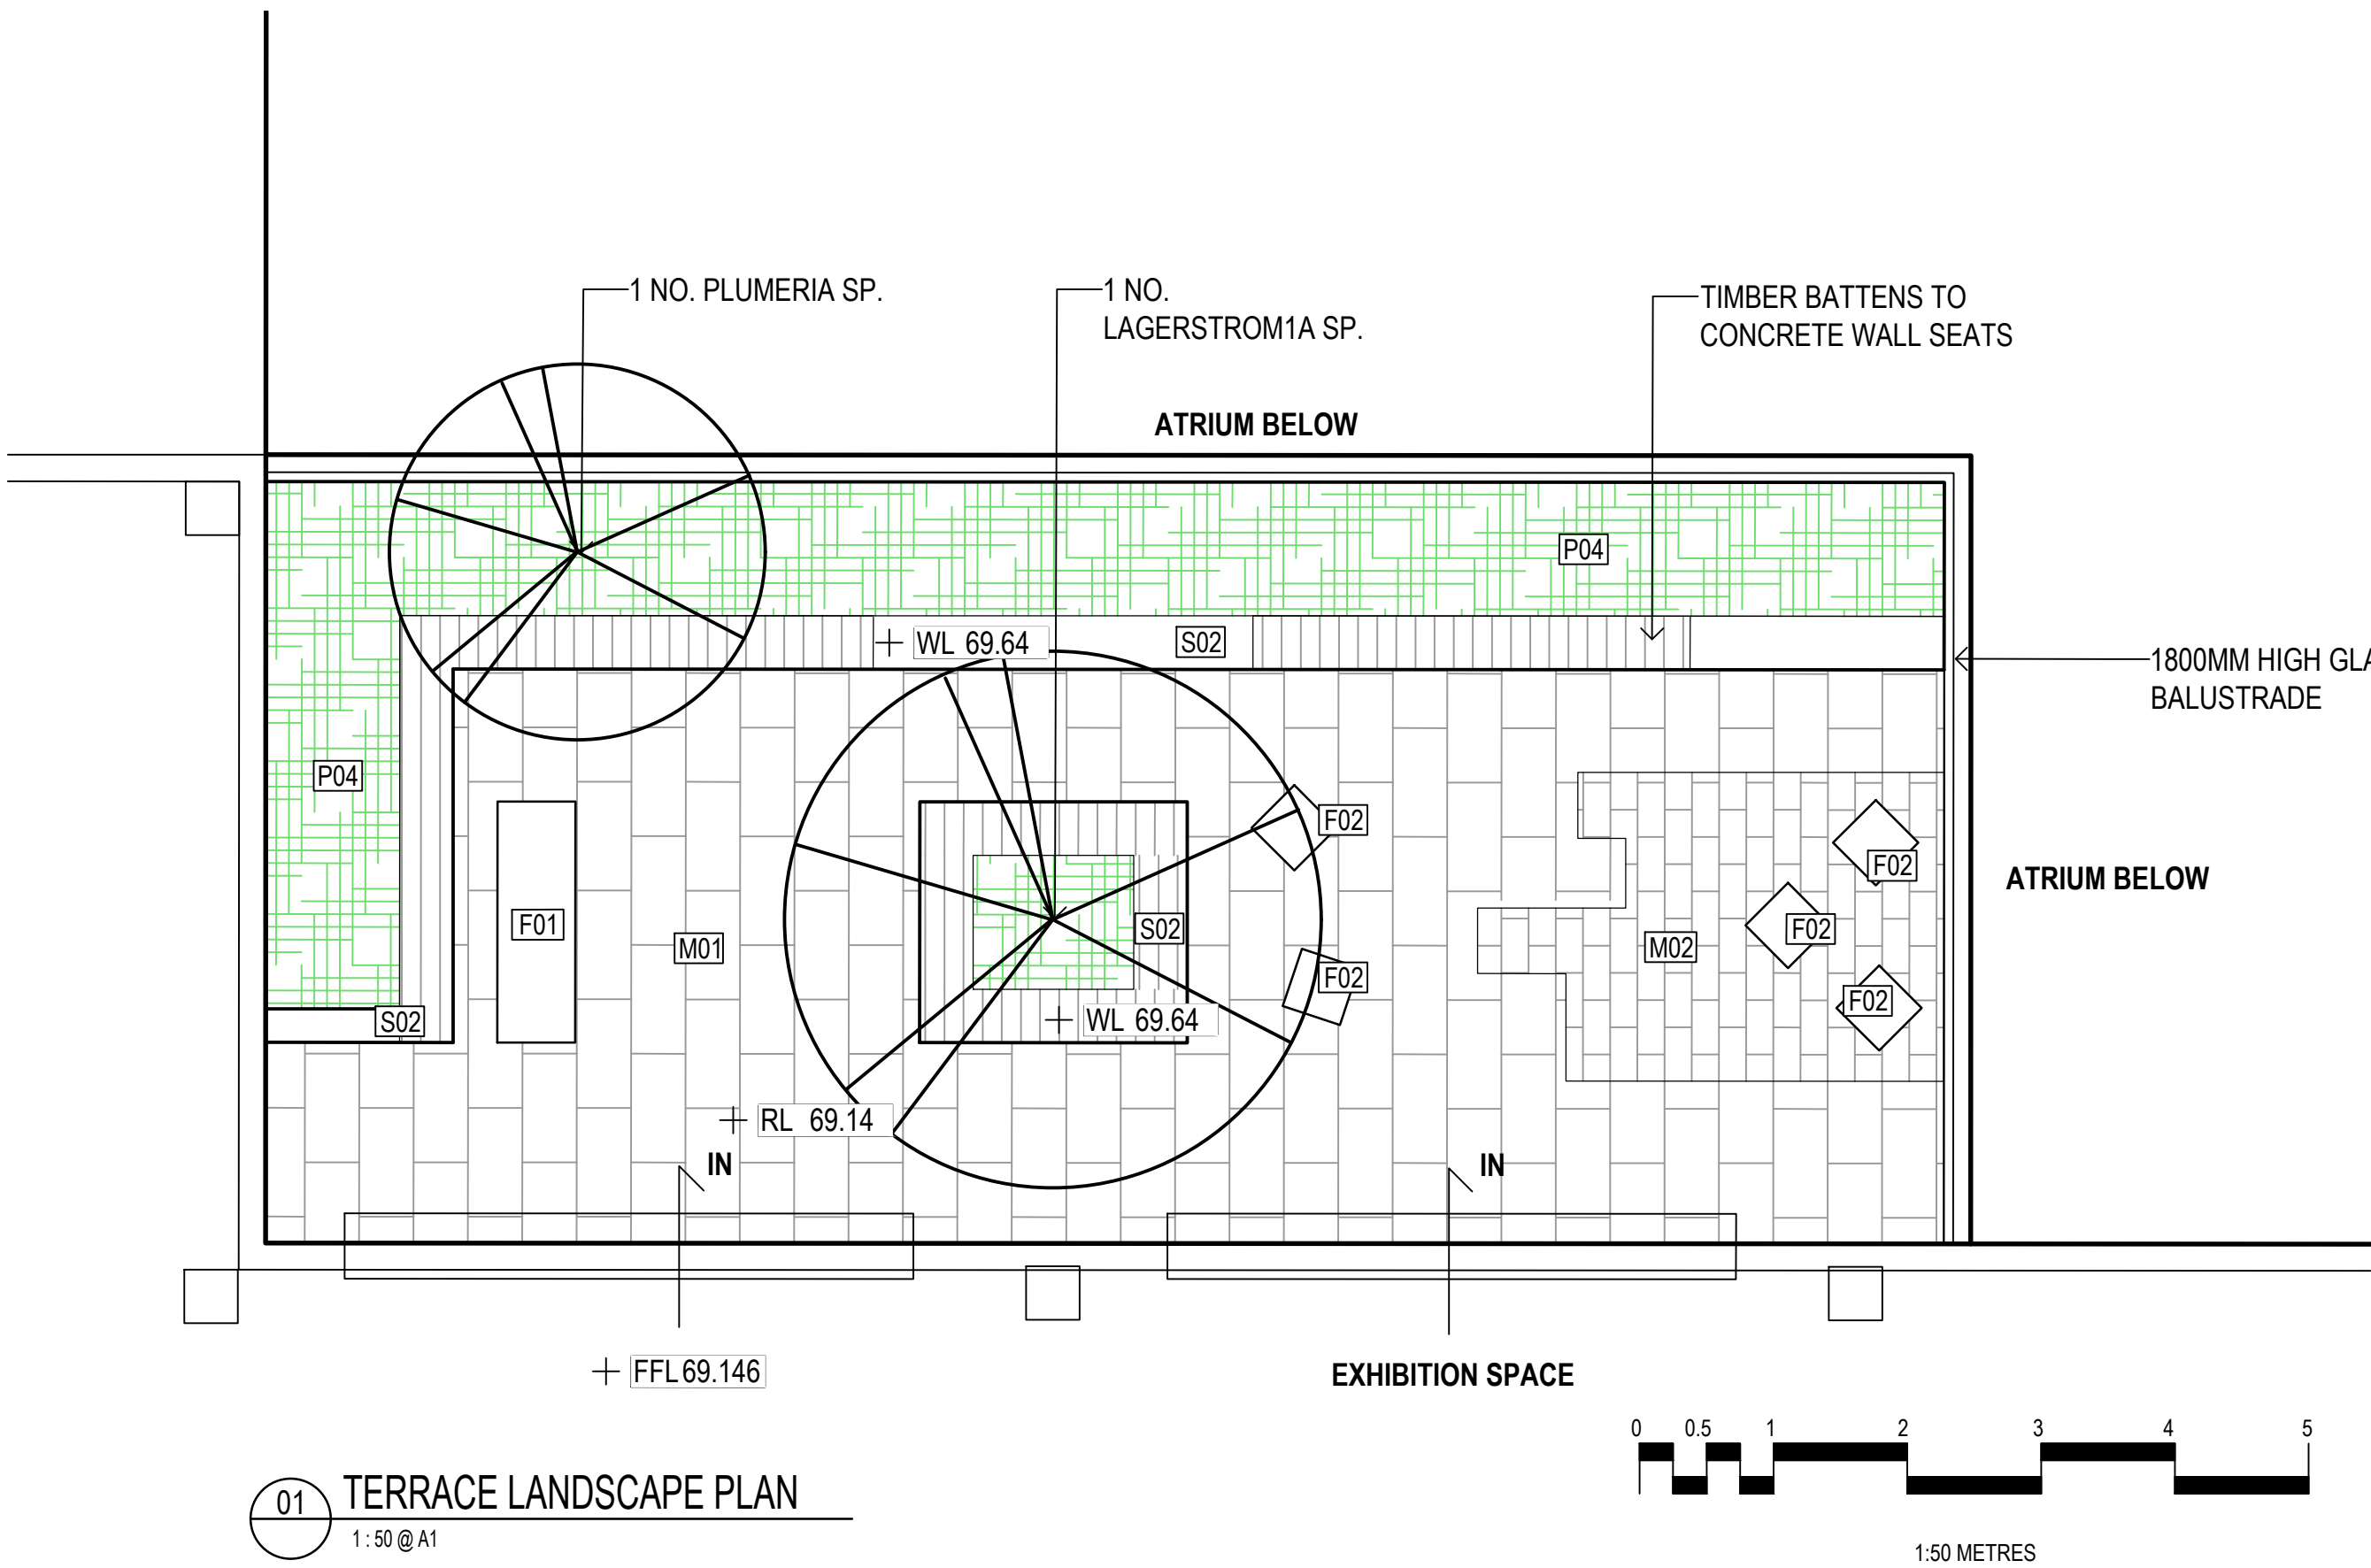 1 NO. PLUMERIA SP.
1 NO.
LAGERSTROM1A SP.
TIMBER BATTENS TO
CONCRETE WALL SEATS
ATRIUM BELOW
P04
WL 69.64
S02
1800MM HIGH GLA
BALUSTRADE
P04
F02
F02
ATRIUM BELOW
F01
M01
S02
F02
M02
F02
F02
S02
WL 69.64
RL 69.14
IN
IN
FFL 69.146
EXHIBITION SPACE
0 0.5 1 2 3 4 5
1:50 METRES
01
TERRACE LANDSCAPE PLAN
1 : 50 @ A1